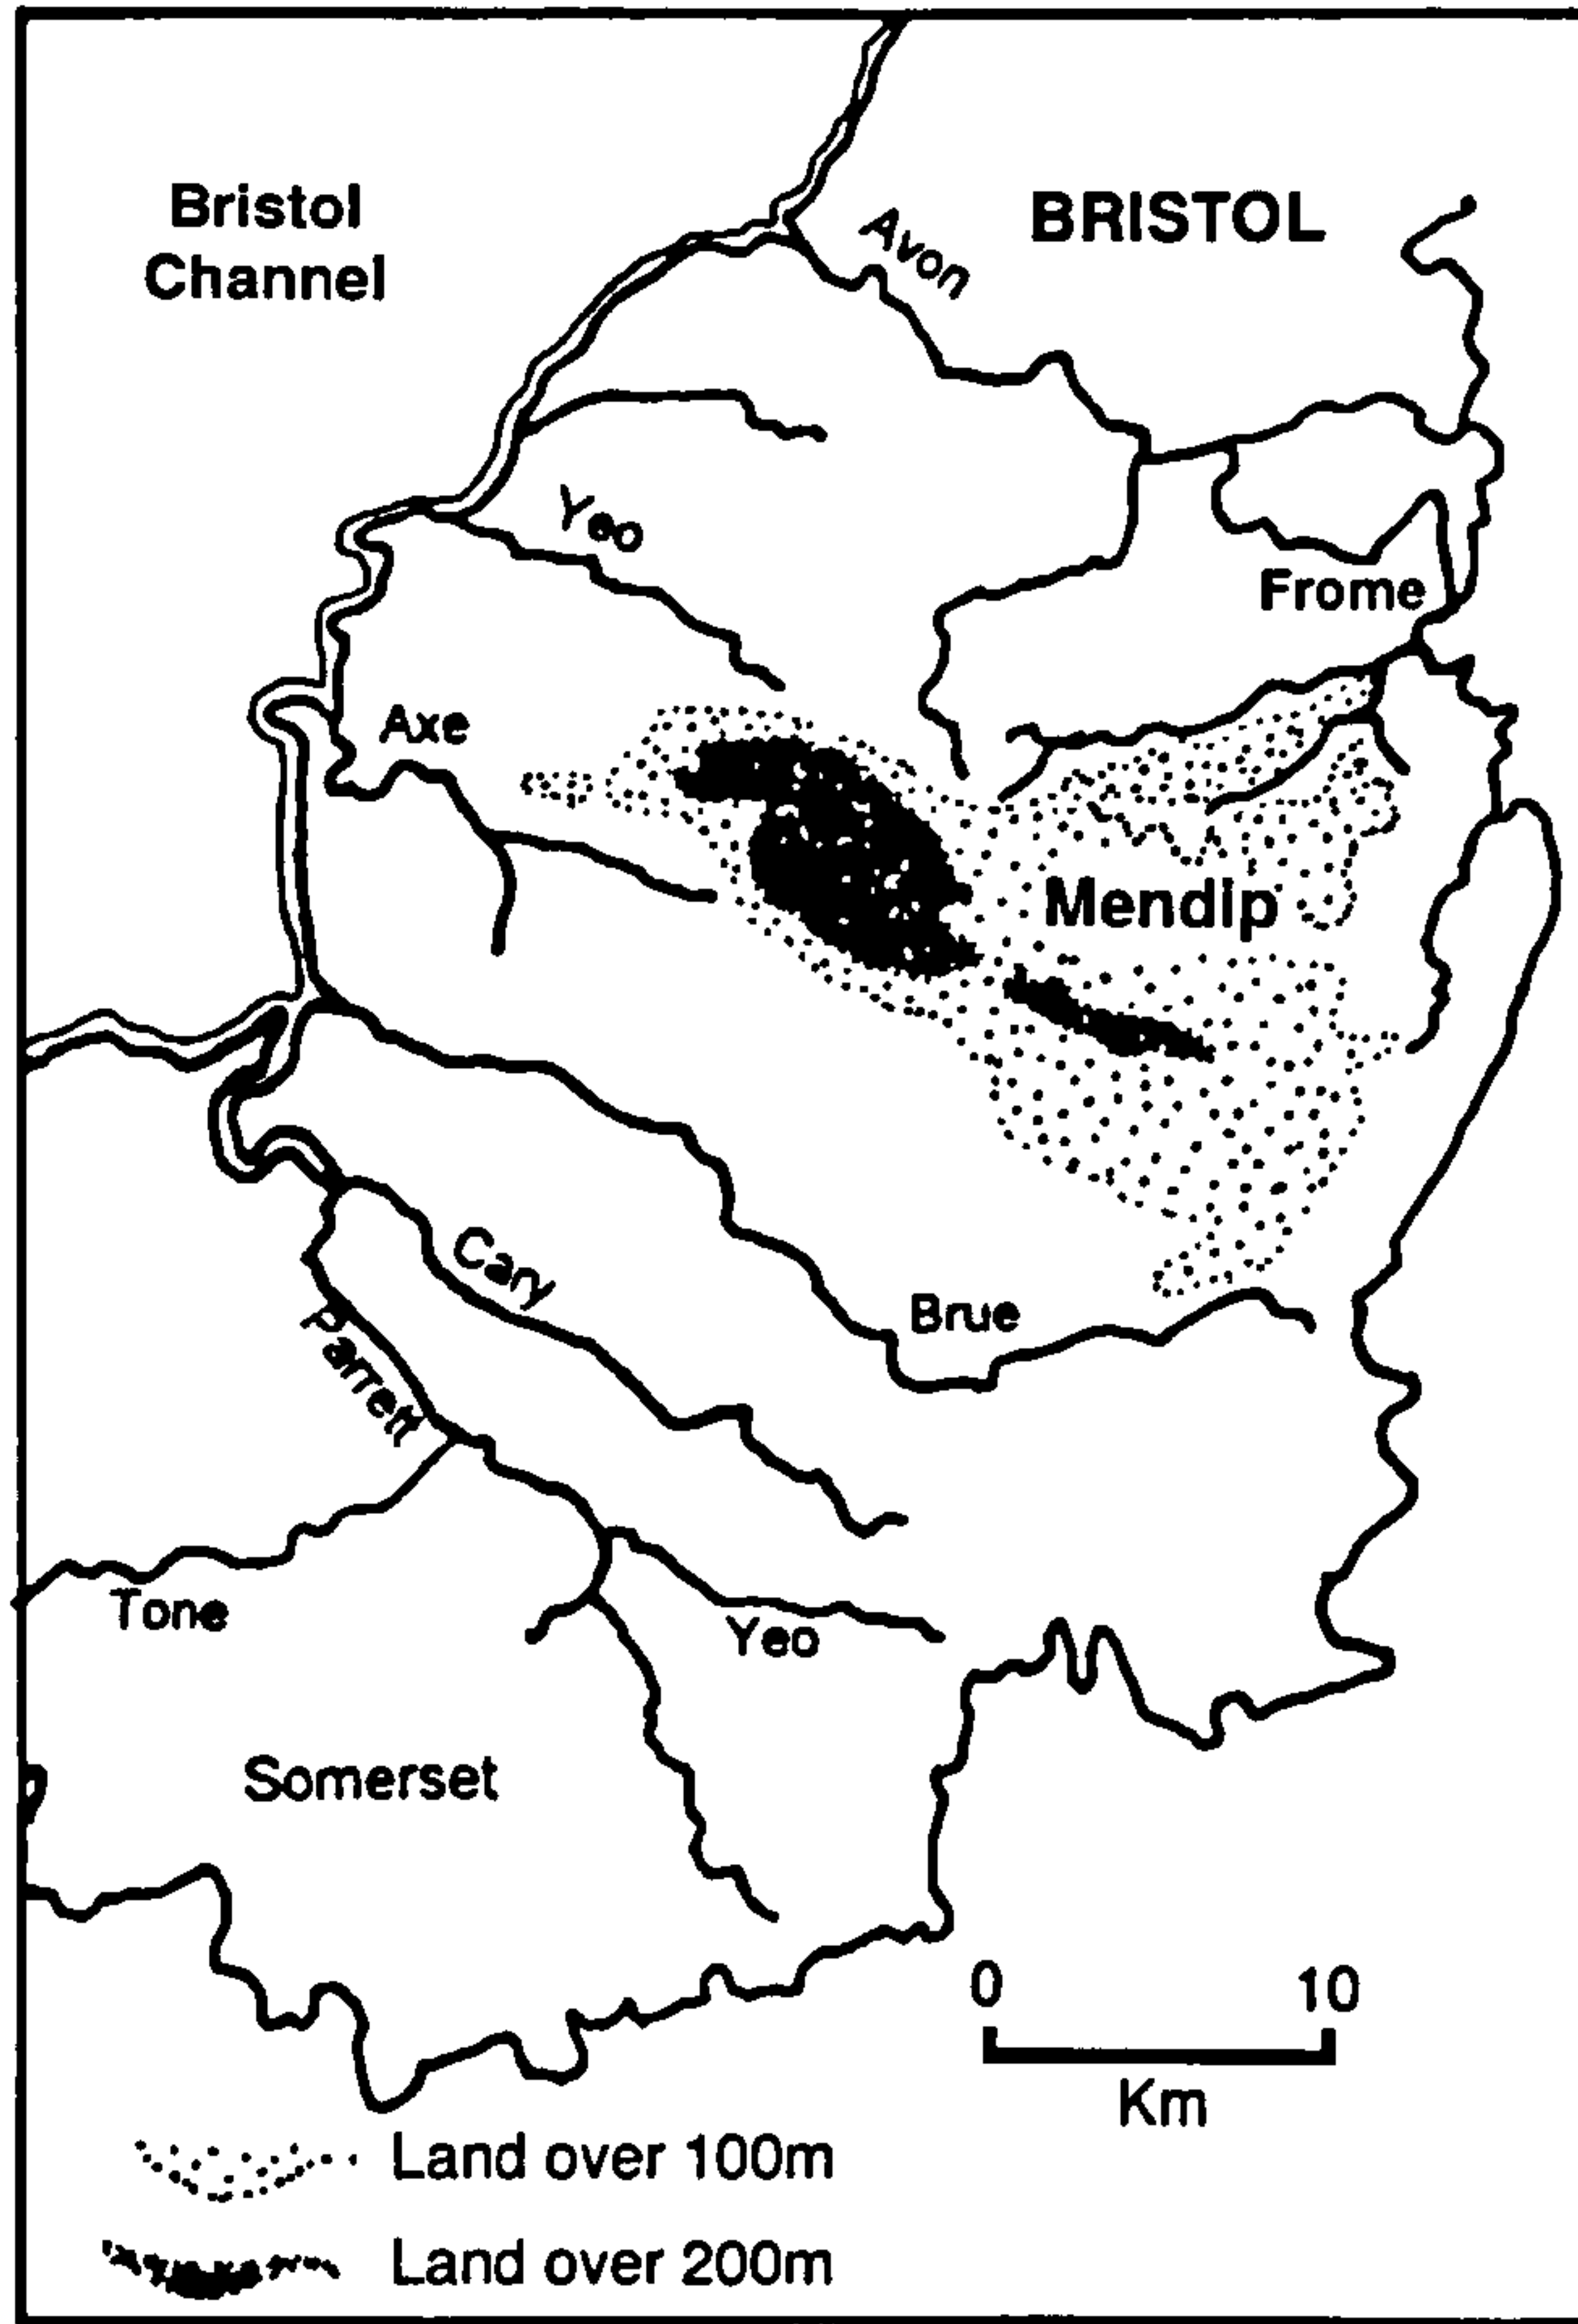 Bristol
Channel
BRISTOL
Avon
Yeo
Frome
Axe
Mendip
Cary
Brue
Parrett
Tone
Yeo
Somerset
0 10
Km
Land over 100m
Land over 200m